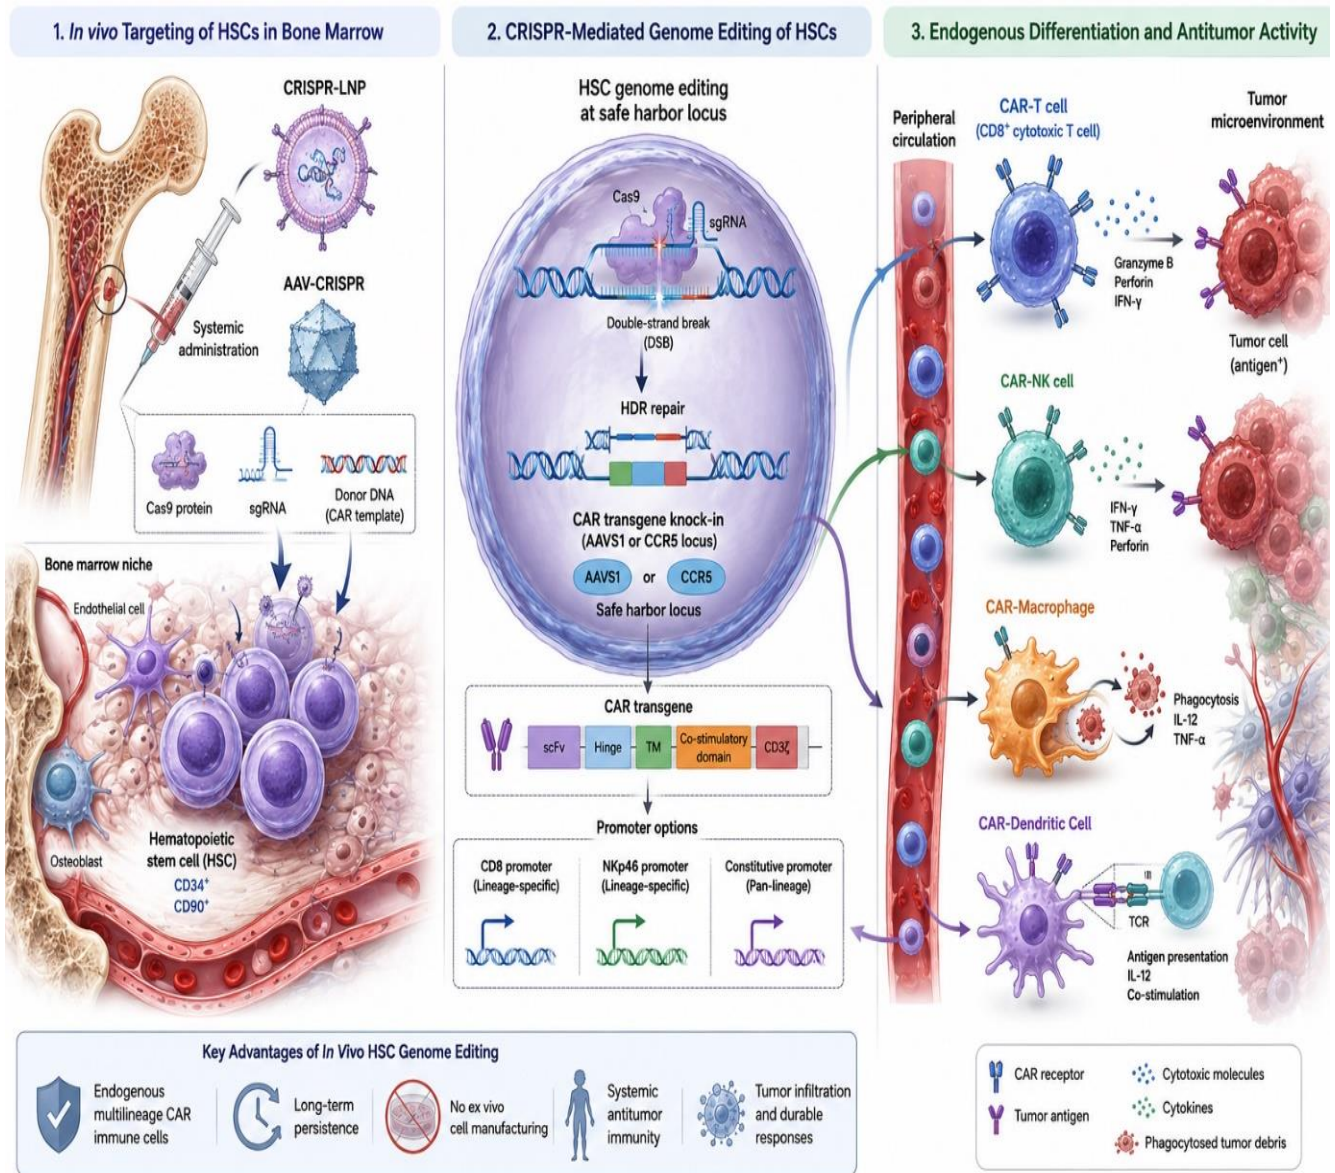 1. In vivo Targeting of HSCs in Bone Marrow
CRISPR-LNP
AAV-CRISPR
Systemic
administration
Cas9 protein
sgRNA
Donor DNA
(CAR template)
Bone marrow niche
Endothelial cell
Osteoblast
Hematopoietic
stem cell (HSC)
CD34⁺
CD90⁺
2. CRISPR-Mediated Genome Editing of HSCs
HSC genome editing
at safe harbor locus
Cas9
sgRNA
Double-strand break
(DSB)
HDR repair
CAR transgene knock-in
(AAVS1 or CCR5 locus)
AAVS1 or CCR5
Safe harbor locus
CAR transgene
scFv
Hinge
TM
Co-stimulatory
domain
CD3ζ
Promoter options
CD8 promoter
(Lineage-specific)
NKp46 promoter
(Lineage-specific)
Constitutive promoter
(Pan-lineage)
3. Endogenous Differentiation and Antitumor Activity
Peripheral
circulation
CAR-T cell
(CD8⁺ cytotoxic T cell)
Tumor
microenvironment
Granzyme B
Perforin
IFN-γ
Tumor cell
(antigen⁺)
CAR-NK cell
IFN-γ
TNF-α
Perforin
CAR-Macrophage
Phagocytosis
IL-12
TNF-α
CAR-Dendritic Cell
TCR
Antigen presentation
IL-12
Co-stimulation
Key Advantages of In Vivo HSC Genome Editing
Endogenous
multilineage CAR
immune cells
Long-term
persistence
No ex vivo
cell manufacturing
Systemic
antitumor
immunity
Tumor infiltration
and durable
responses
CAR receptor
Tumor antigen
Cytotoxic molecules
Cytokines
Phagocytosed tumor debris